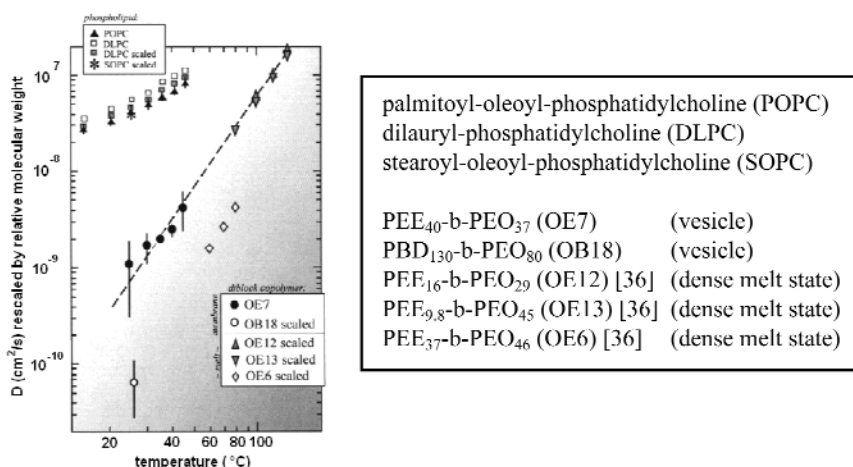 phospholipid:
POPC
DLPC
DLPC scaled
SOPC scaled
D (cm²/s) rescaled by relative molecular weight
10⁻⁷
10⁻⁸
10⁻⁹
10⁻¹⁰
diblock copolymer:
OE7
OB18 scaled
OE12 scaled
OE13 scaled
OE6 scaled
- melt -
membrane
20 40 60 80 100
temperature (°C)
palmitoyl-oleoyl-phosphatidylcholine (POPC)
dilauryl-phosphatidylcholine (DLPC)
stearoyl-oleoyl-phosphatidylcholine (SOPC)
PEE₄₀-b-PEO₃₇ (OE7) (vesicle)
PBD₁₃₀-b-PEO₈₀ (OB18) (vesicle)
PEE₁₆-b-PEO₂₉ (OE12) [36] (dense melt state)
PEE₉.₈-b-PEO₄₅ (OE13) [36] (dense melt state)
PEE₃₇-b-PEO₄₆ (OE6) [36] (dense melt state)